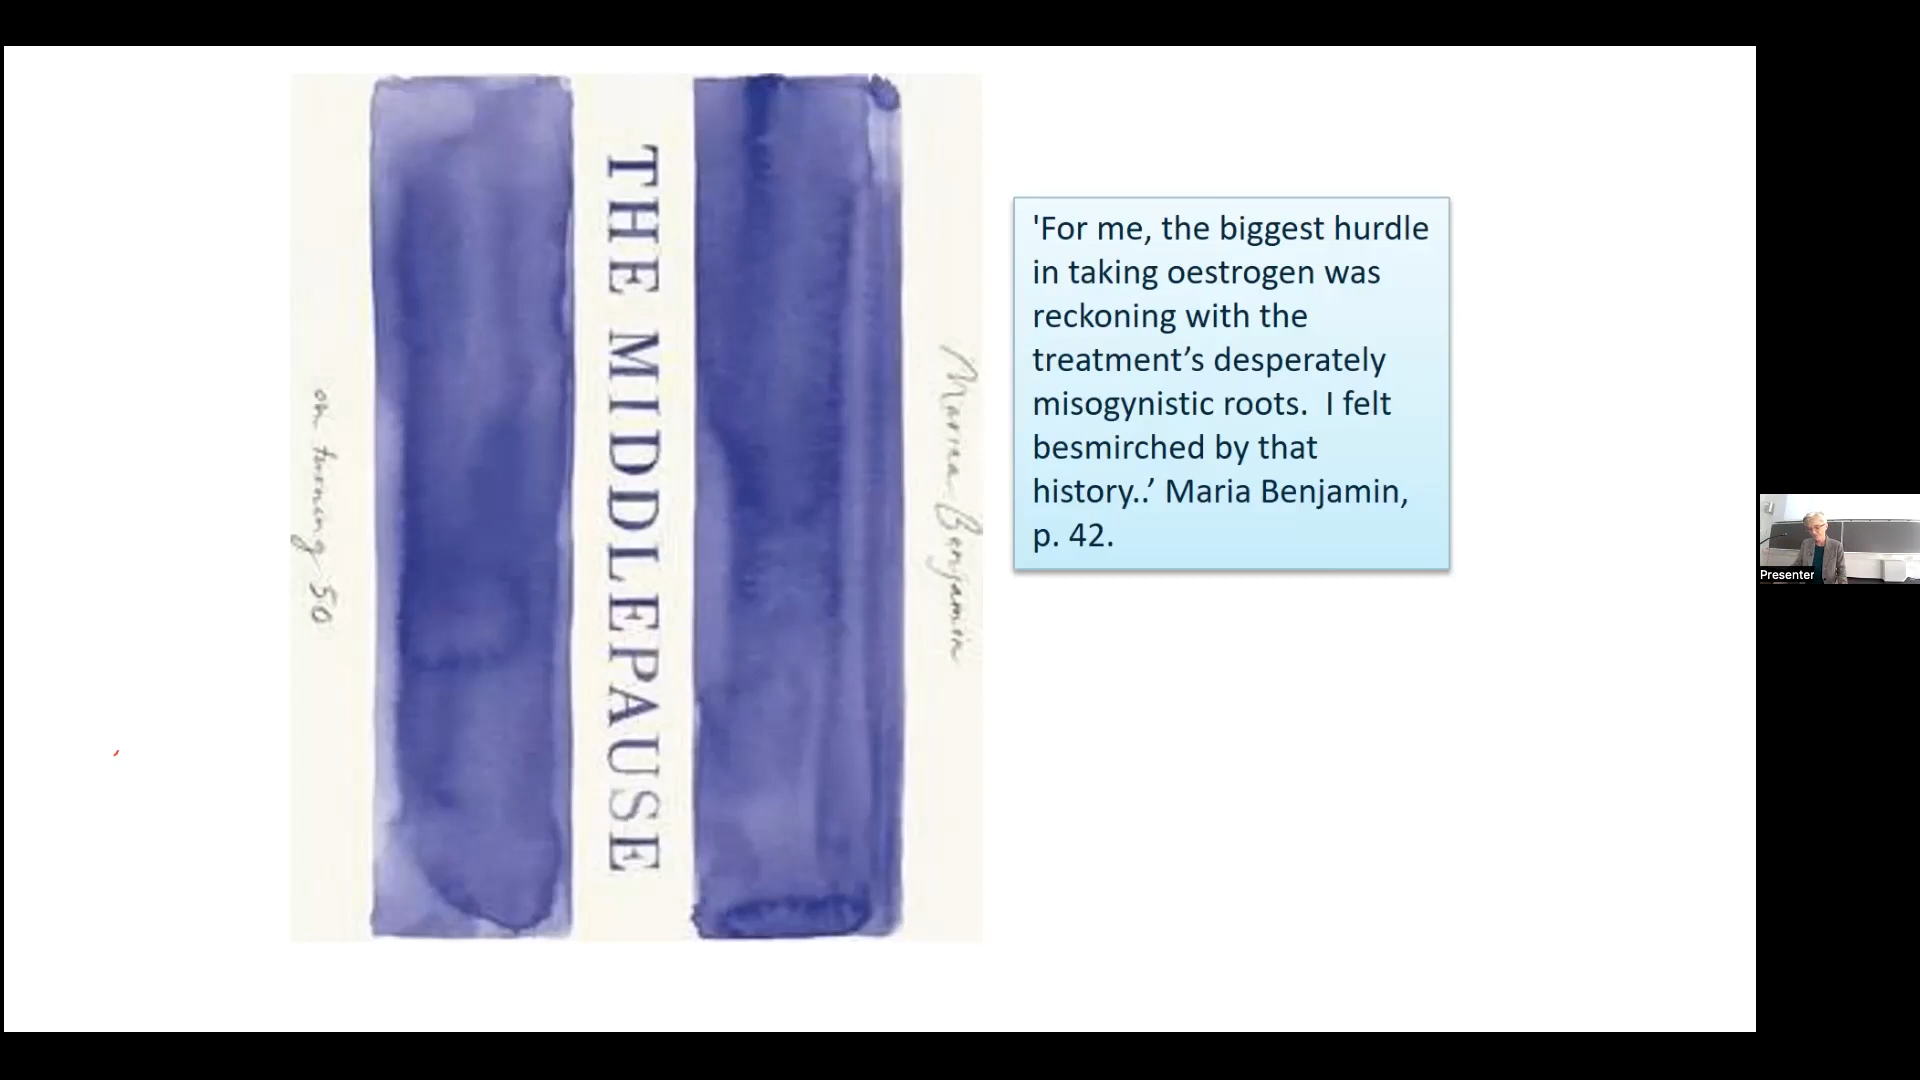 on turning 50
THE MIDDLEPAUSE
Marina Benjamin
'For me, the biggest hurdle
in taking oestrogen was
reckoning with the
treatment’s desperately
misogynistic roots.  I felt
besmirched by that
history..’ Maria Benjamin,
p. 42.
Presenter